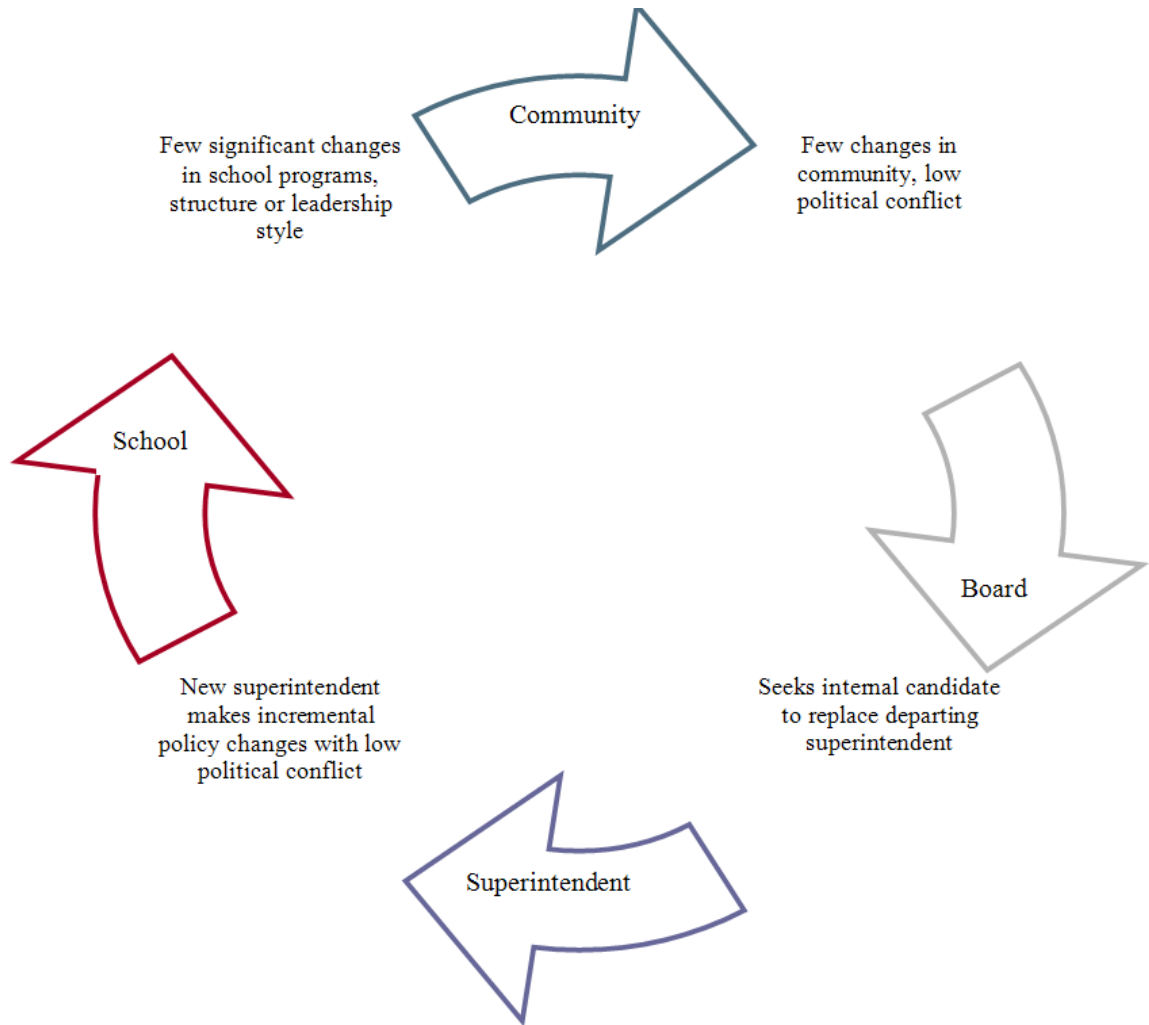 Community
Few significant changes
in school programs,
structure or leadership
style
Few changes in
community, low
political conflict
School
Board
New superintendent
makes incremental
policy changes with low
political conflict
Seeks internal candidate
to replace departing
superintendent
Superintendent